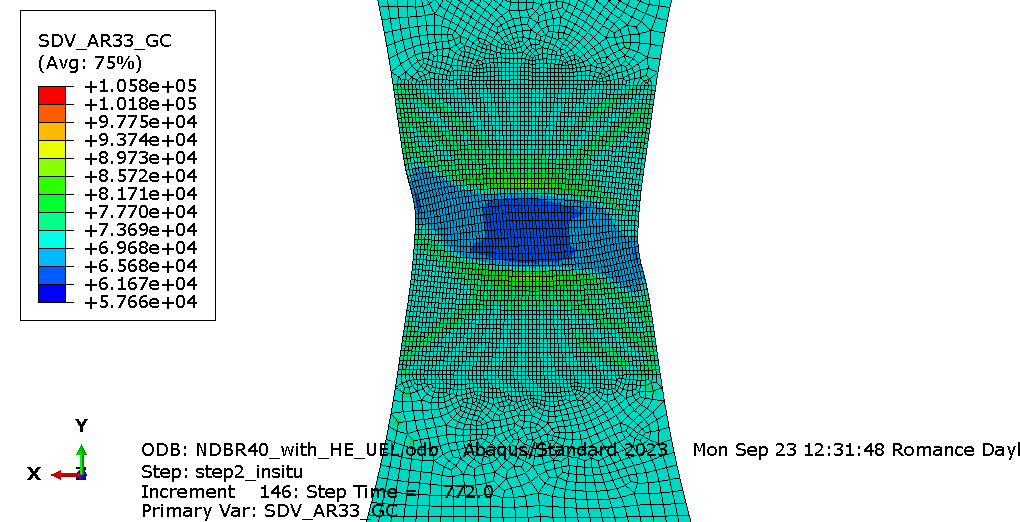 SDV_AR33_GC
(Avg: 75%)
+1.058e+05
+1.018e+05
+9.775e+04
+9.374e+04
+8.973e+04
+8.572e+04
+8.171e+04
+7.770e+04
+7.369e+04
+6.968e+04
+6.568e+04
+6.167e+04
+5.766e+04
Y
X
Z
ODB: NDBR40_with_HE_UEL.odb Abaqus/Standard 2023 Mon Sep 23 12:31:48 Romance Dayl
Step: step2_insitu
Increment 146: Step Time = 772.0
Primary Var: SDV_AR33_GC